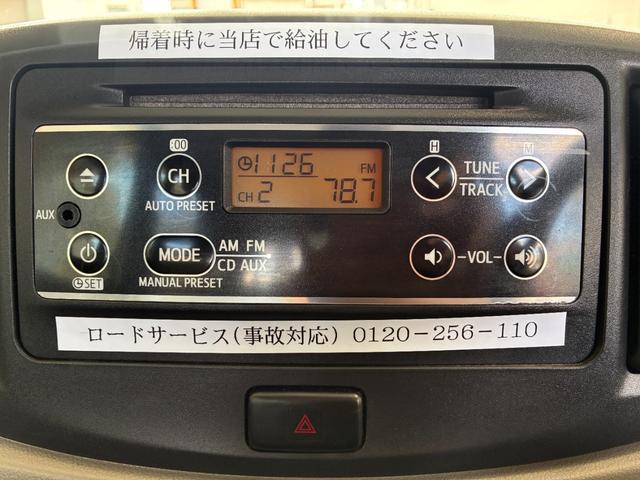 帰着時に当店で給油してください
:00
CH
AUTO PRESET
AUX
SET
MODE
AM FM
CD AUX
MANUAL PRESET
1126
FM
CH 2
78.7
H
M
TUNE
TRACK
-VOL-
ロードサービス(事故対応) 0120-256-110